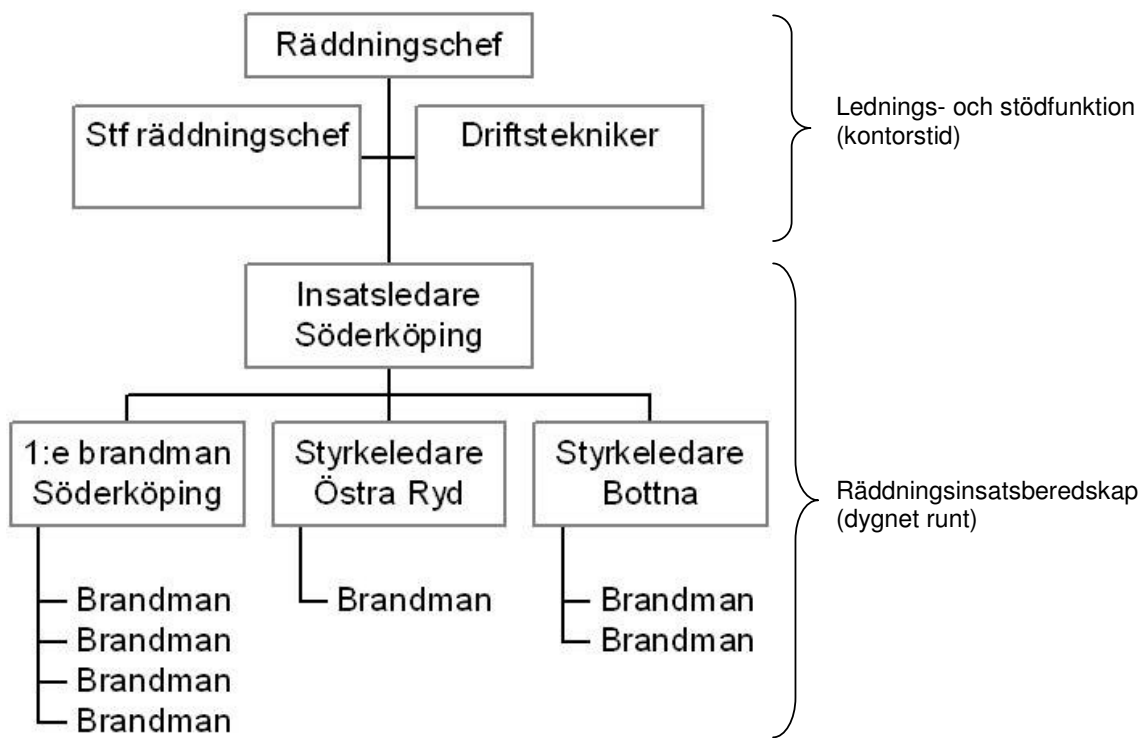 Räddningschef
Stf räddningschef
Driftstekniker
Lednings- och stödfunktion
(kontorstid)
Insatsledare
Söderköping
1:e brandman
Söderköping
Styrkeledare
Östra Ryd
Styrkeledare
Bottna
Räddningsinsatsberedskap
(dygnet runt)
Brandman
Brandman
Brandman
Brandman
Brandman
Brandman
Brandman